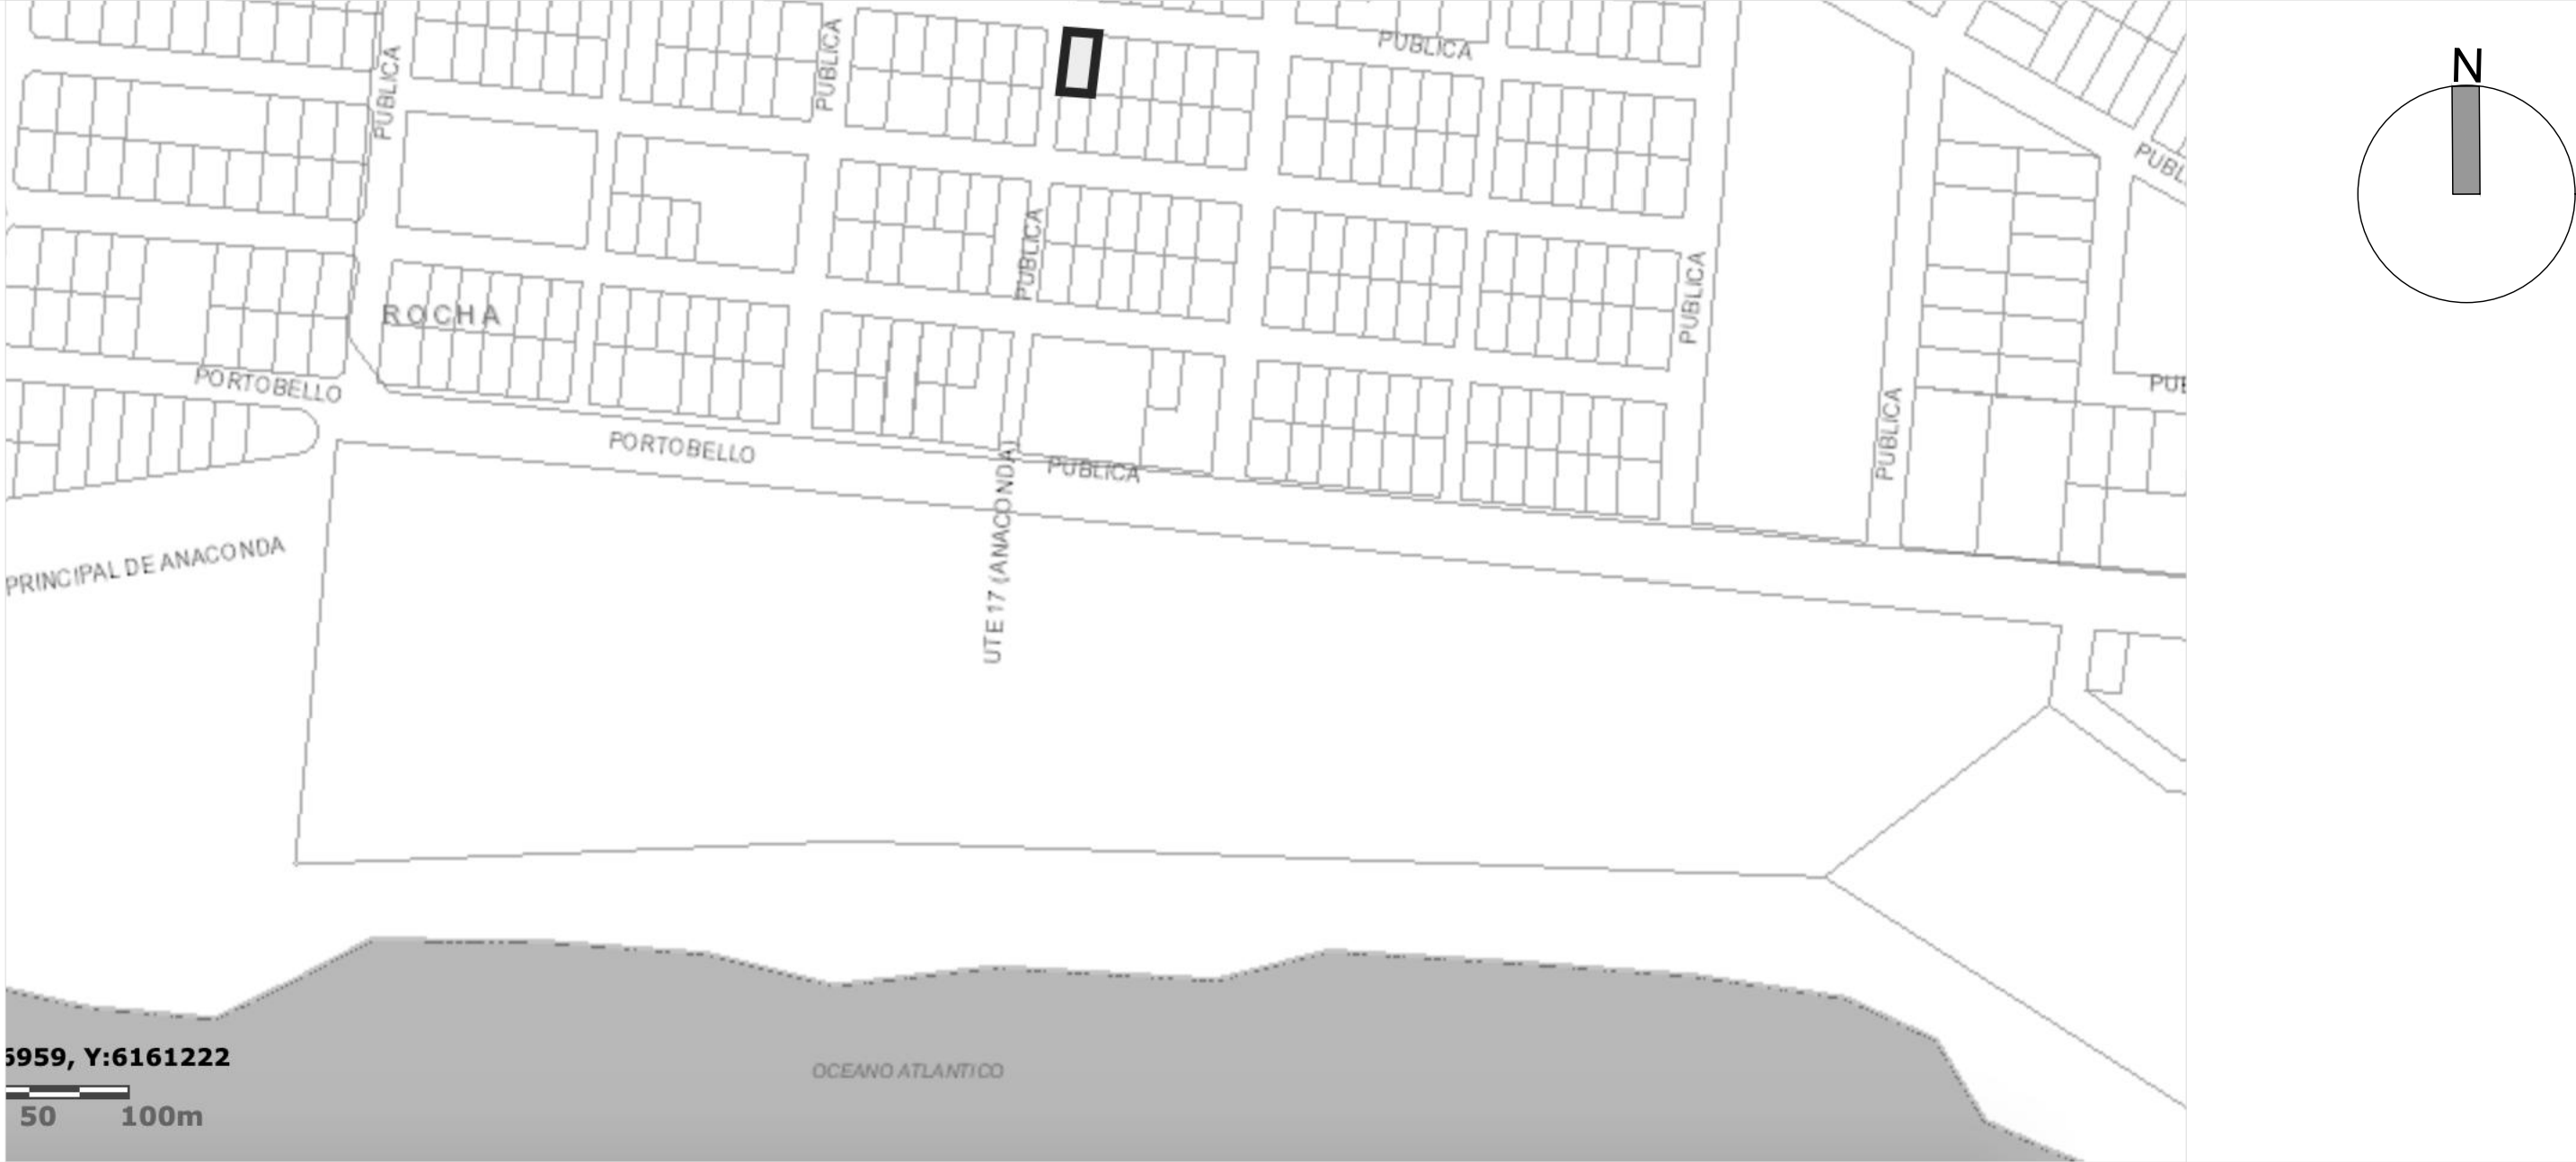 PUBLICA
PUBLICA
PUBLICA
N
PUBL
PUBLICA
PUBLICA
ROCHA
PORTOBELLO
PUB
PORTOBELLO
PUBLICA
PUBLICA
UTE 17 (ANACONDA)
PRINCIPAL DE ANACONDA
6959, Y:6161222
OCEANO ATLANTICO
50 100m